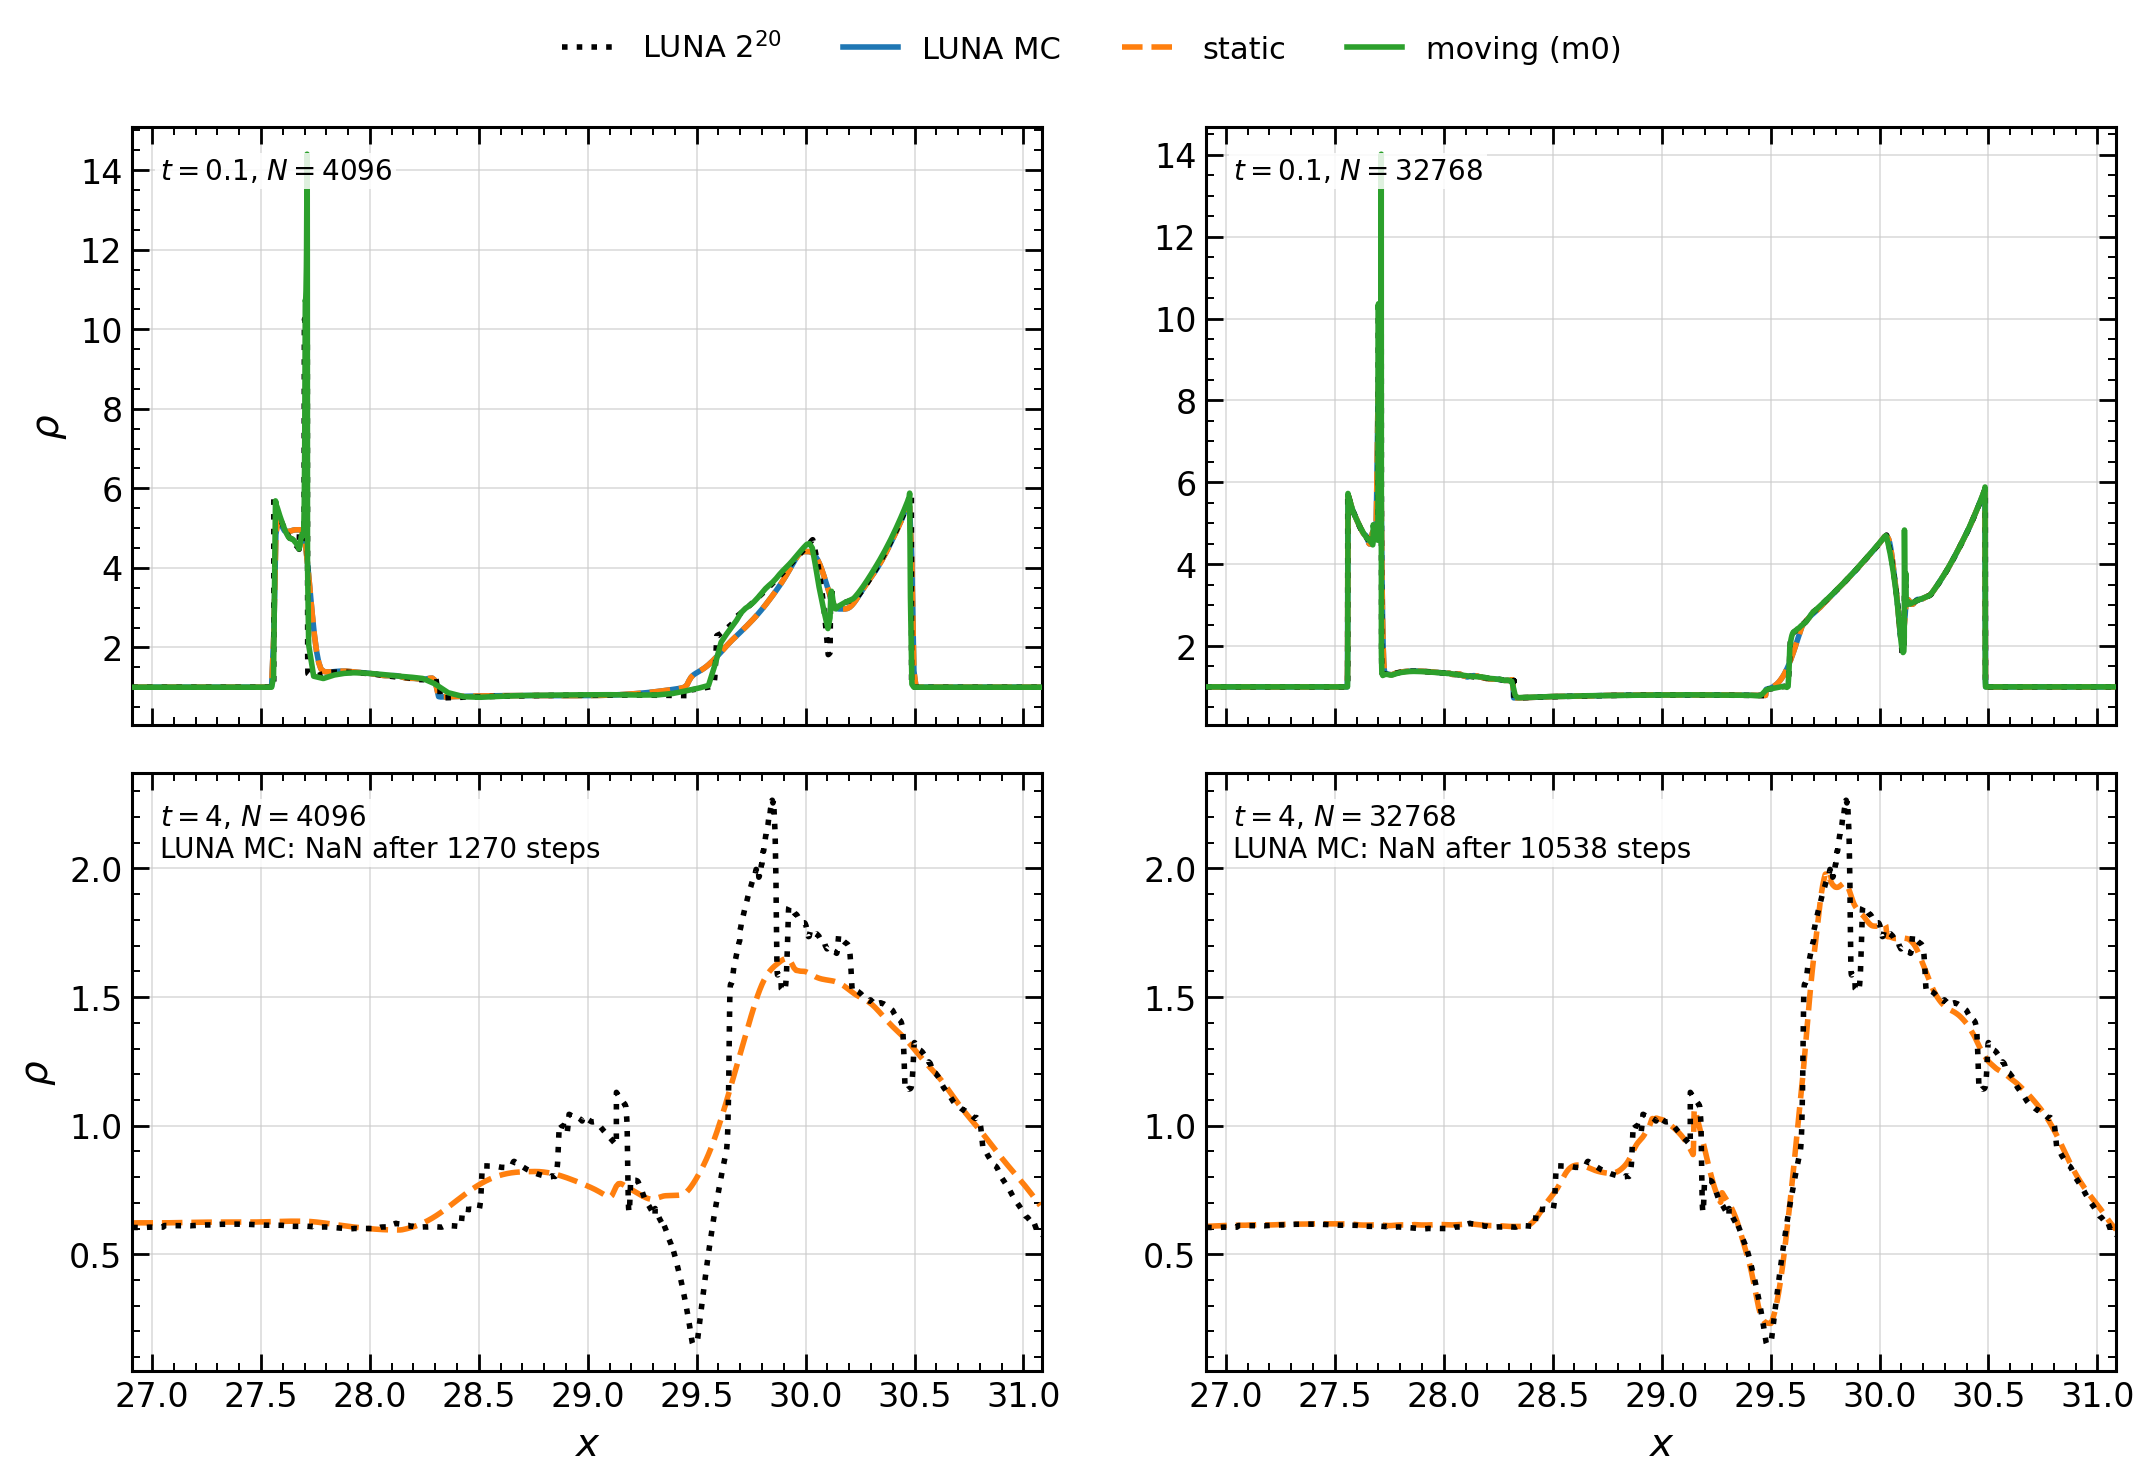 LUNA 2²⁰ LUNA MC static moving (m0)
t = 0.1, N = 4096
14
12
10
8
6
4
2
ρ
t = 0.1, N = 32768
14
12
10
8
6
4
2
t = 4, N = 4096
LUNA MC: NaN after 1270 steps
2.0
1.5
1.0
0.5
ρ
27.0 27.5 28.0 28.5 29.0 29.5 30.0 30.5 31.0
x
t = 4, N = 32768
LUNA MC: NaN after 10538 steps
2.0
1.5
1.0
0.5
27.0 27.5 28.0 28.5 29.0 29.5 30.0 30.5 31.0
x